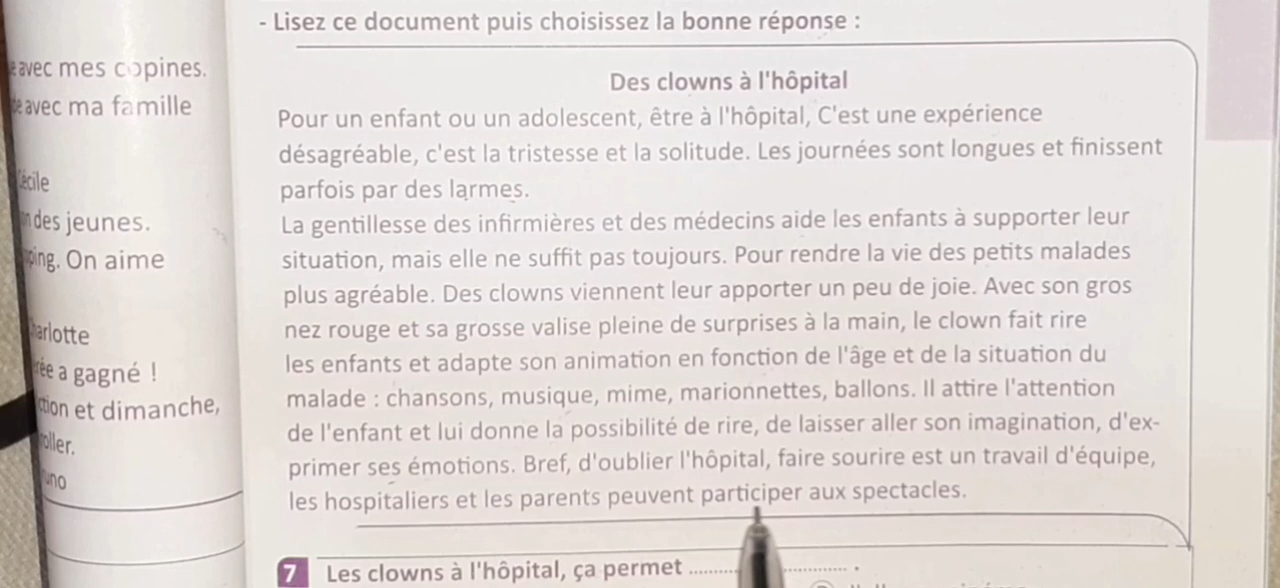 avec mes copines.
avec ma famille
des jeunes.
On aime
a gagné !
et dimanche,
- Lisez ce document puis choisissez la bonne réponse :
Des clowns à l'hôpital
Pour un enfant ou un adolescent, être à l'hôpital, C'est une expérience
désagréable, c'est la tristesse et la solitude. Les journées sont longues et finissent
parfois par des larmes.
La gentillesse des infirmières et des médecins aide les enfants à supporter leur
situation, mais elle ne suffit pas toujours. Pour rendre la vie des petits malades
plus agréable. Des clowns viennent leur apporter un peu de joie. Avec son gros
nez rouge et sa grosse valise pleine de surprises à la main, le clown fait rire
les enfants et adapte son animation en fonction de l'âge et de la situation du
malade : chansons, musique, mime, marionnettes, ballons. Il attire l'attention
de l'enfant et lui donne la possibilité de rire, de laisser aller son imagination, d'ex-
primer ses émotions. Bref, d'oublier l'hôpital, faire sourire est un travail d'équipe,
les hospitaliers et les parents peuvent participer aux spectacles.
7 Les clowns à l'hôpital, ça permet .................... .